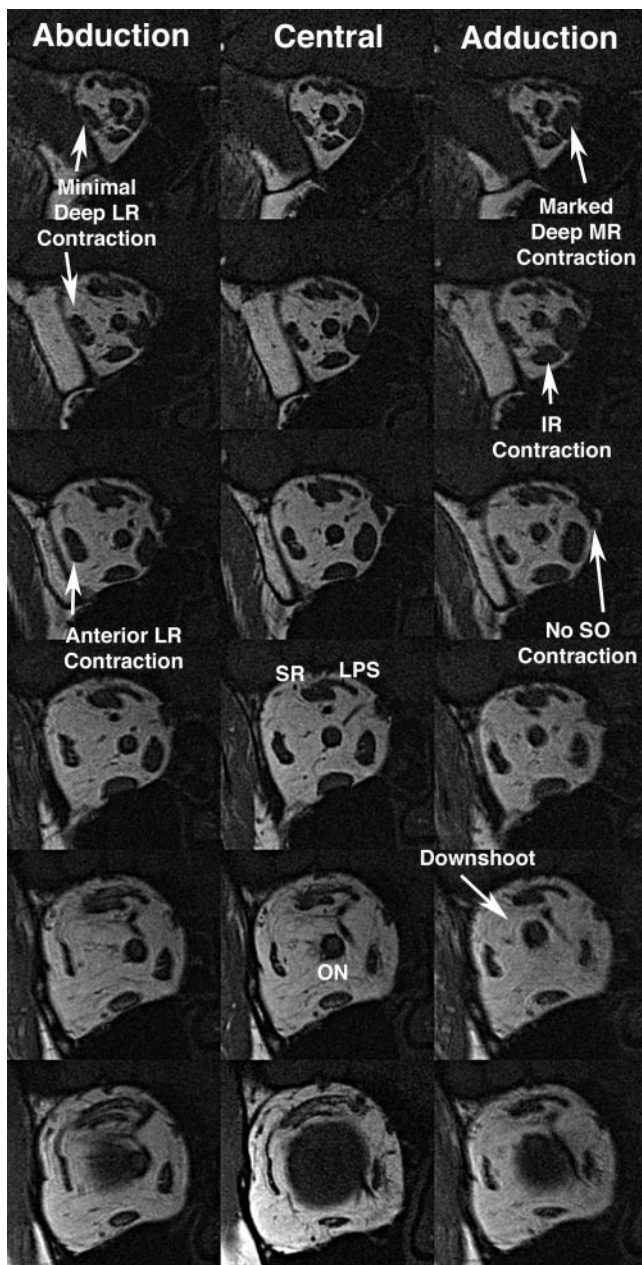 Abduction
Central
Adduction
Minimal
Deep LR
Contraction
Marked
Deep MR
Contraction
IR
Contraction
Anterior LR
Contraction
No SO
Contraction
SR
LPS
Downshoot
ON